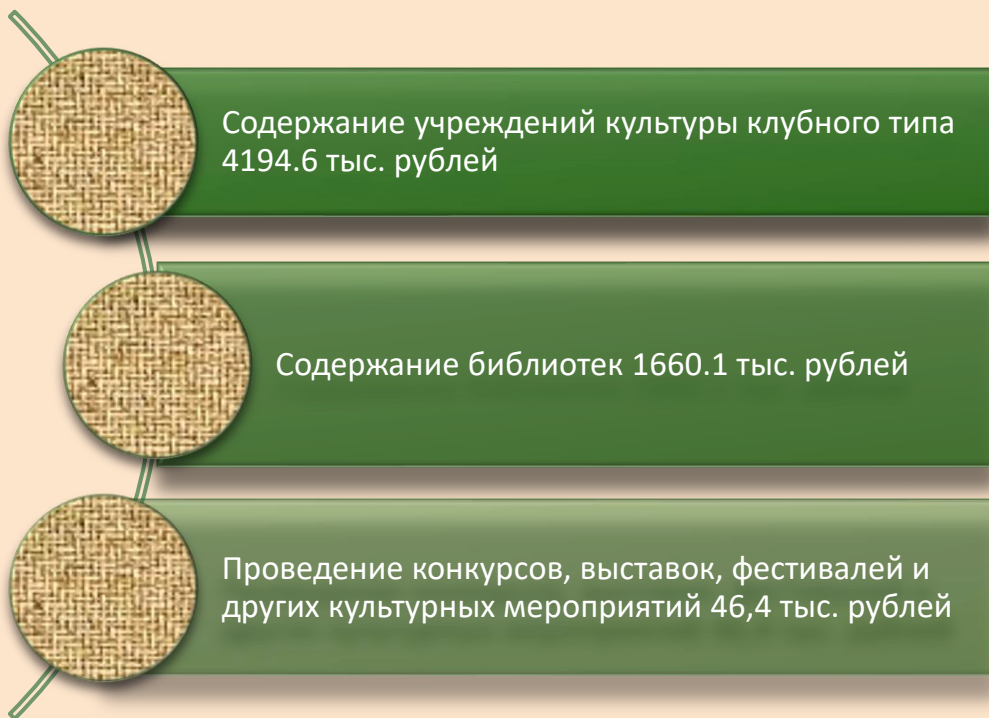 Содержание учреждений культуры клубного типа
4194.6 тыс. рублей
Содержание библиотек 1660.1 тыс. рублей
Проведение конкурсов, выставок, фестивалей и
других культурных мероприятий 46,4 тыс. рублей